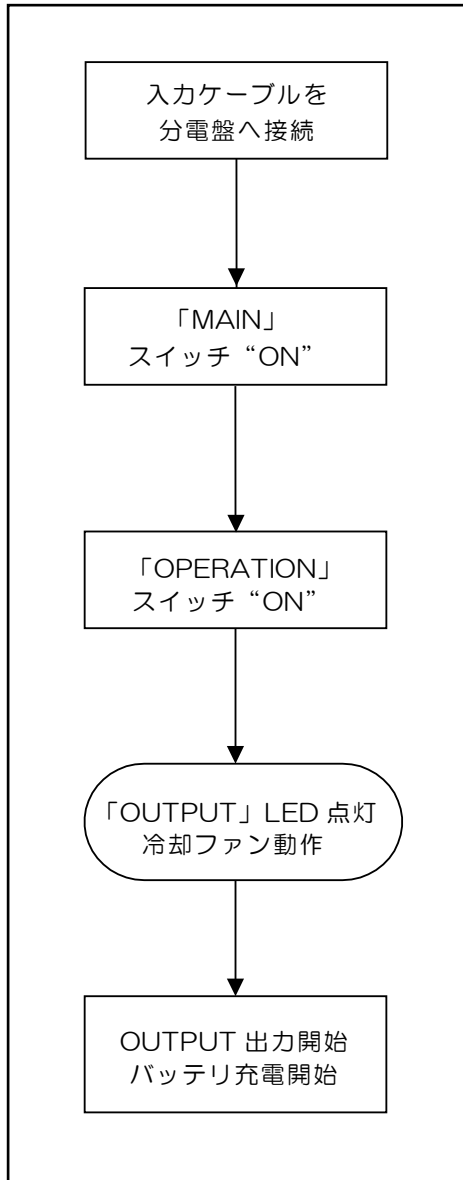 入力ケーブルを
分電盤へ接続
「MAIN」
スイッチ“ON”
「OPERATION」
スイッチ“ON”
「OUTPUT」LED 点灯
冷却ファン動作
OUTPUT 出力開始
バッテリ充電開始